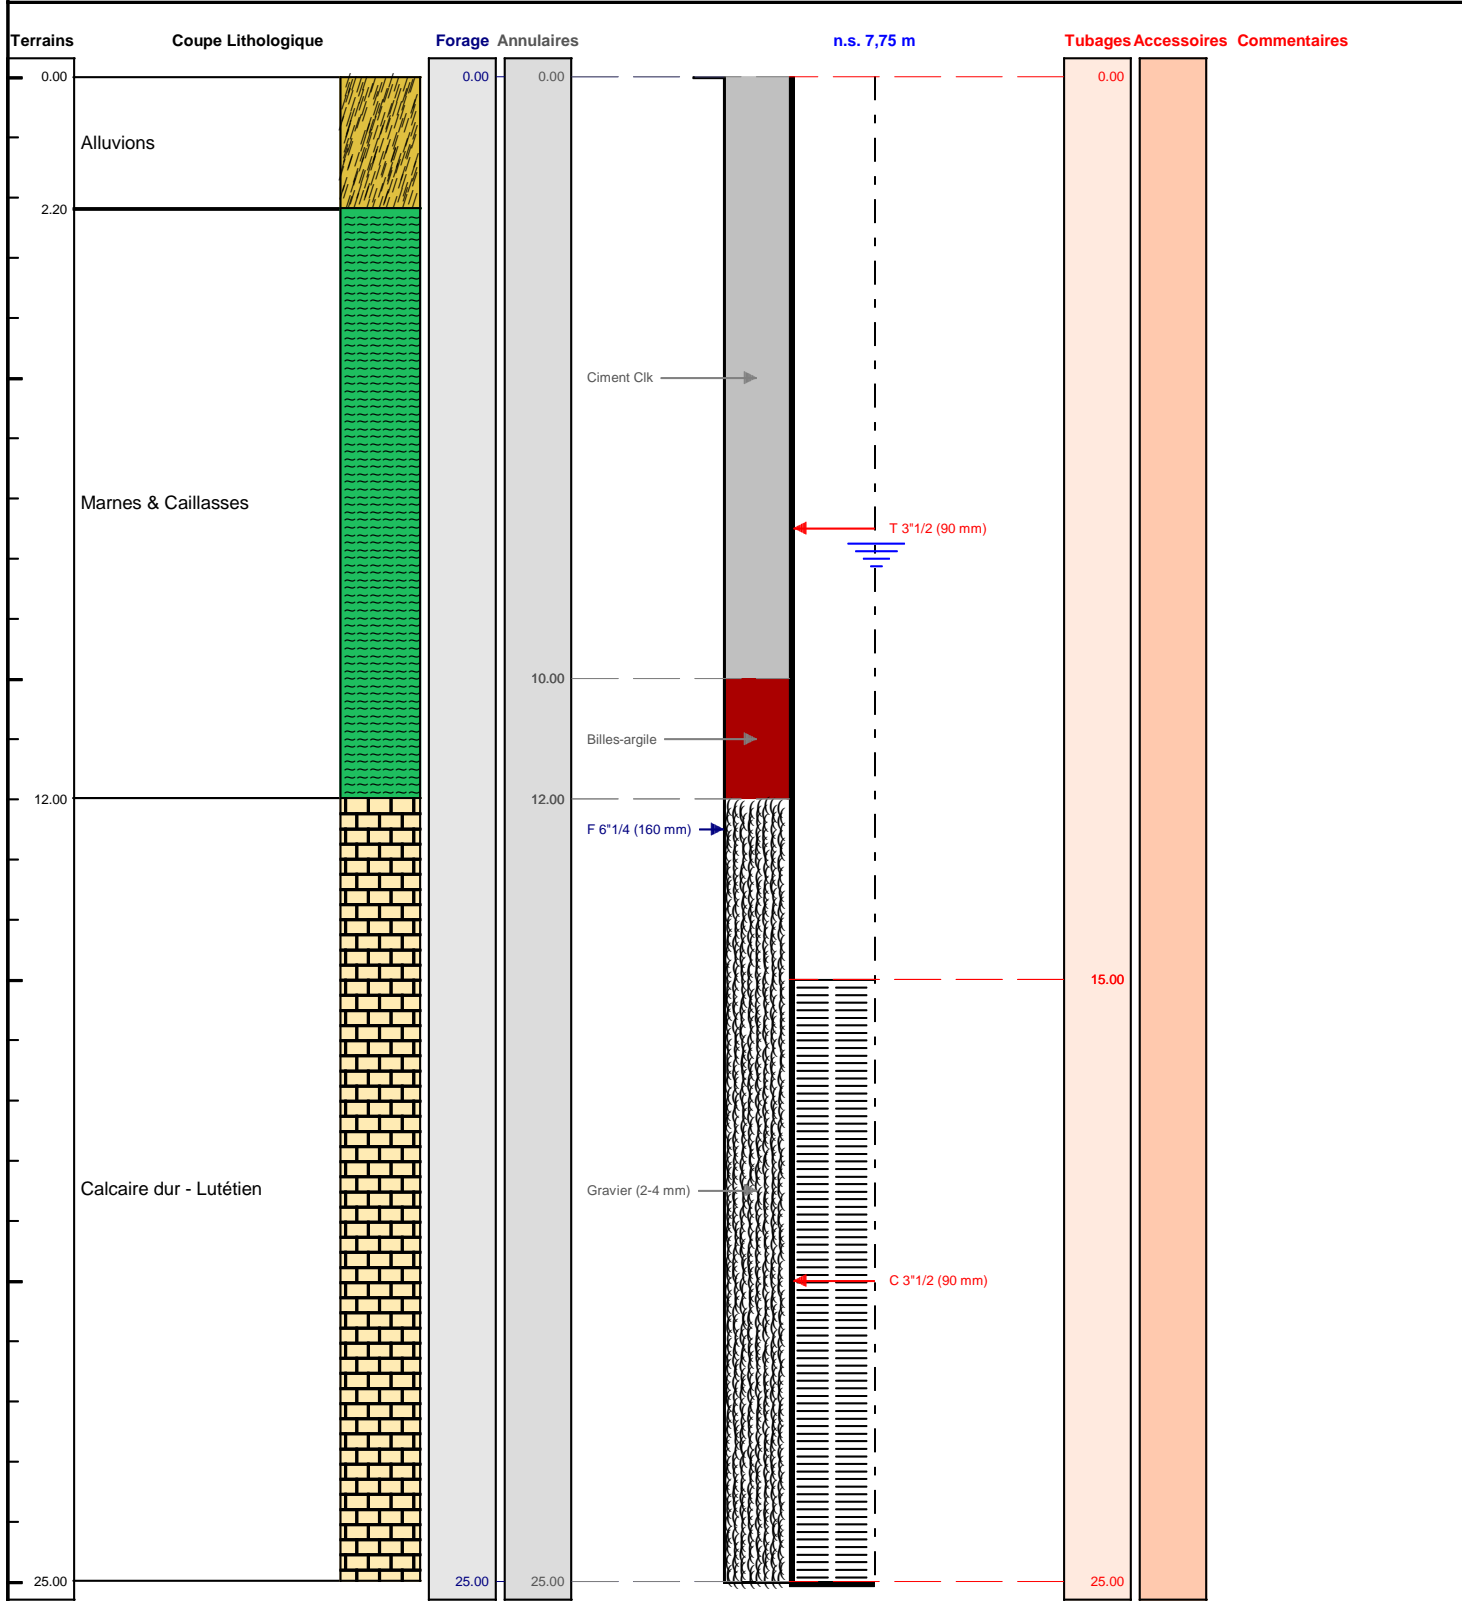 Terrains Coupe Lithologique Forage Annulaires n.s. 7,75 m Tubages Accessoires Commentaires
0.00 0.00 0.00 0.00
Alluvions
2.20
Ciment Clk
Marnes & Caillasses
T 3"1/2 (90 mm)
10.00
Billes-argile
12.00 12.00
F 6"1/4 (160 mm)
15.00
Calcaire dur - Lutétien
Gravier (2-4 mm)
C 3"1/2 (90 mm)
25.00 25.00 25.00 25.00